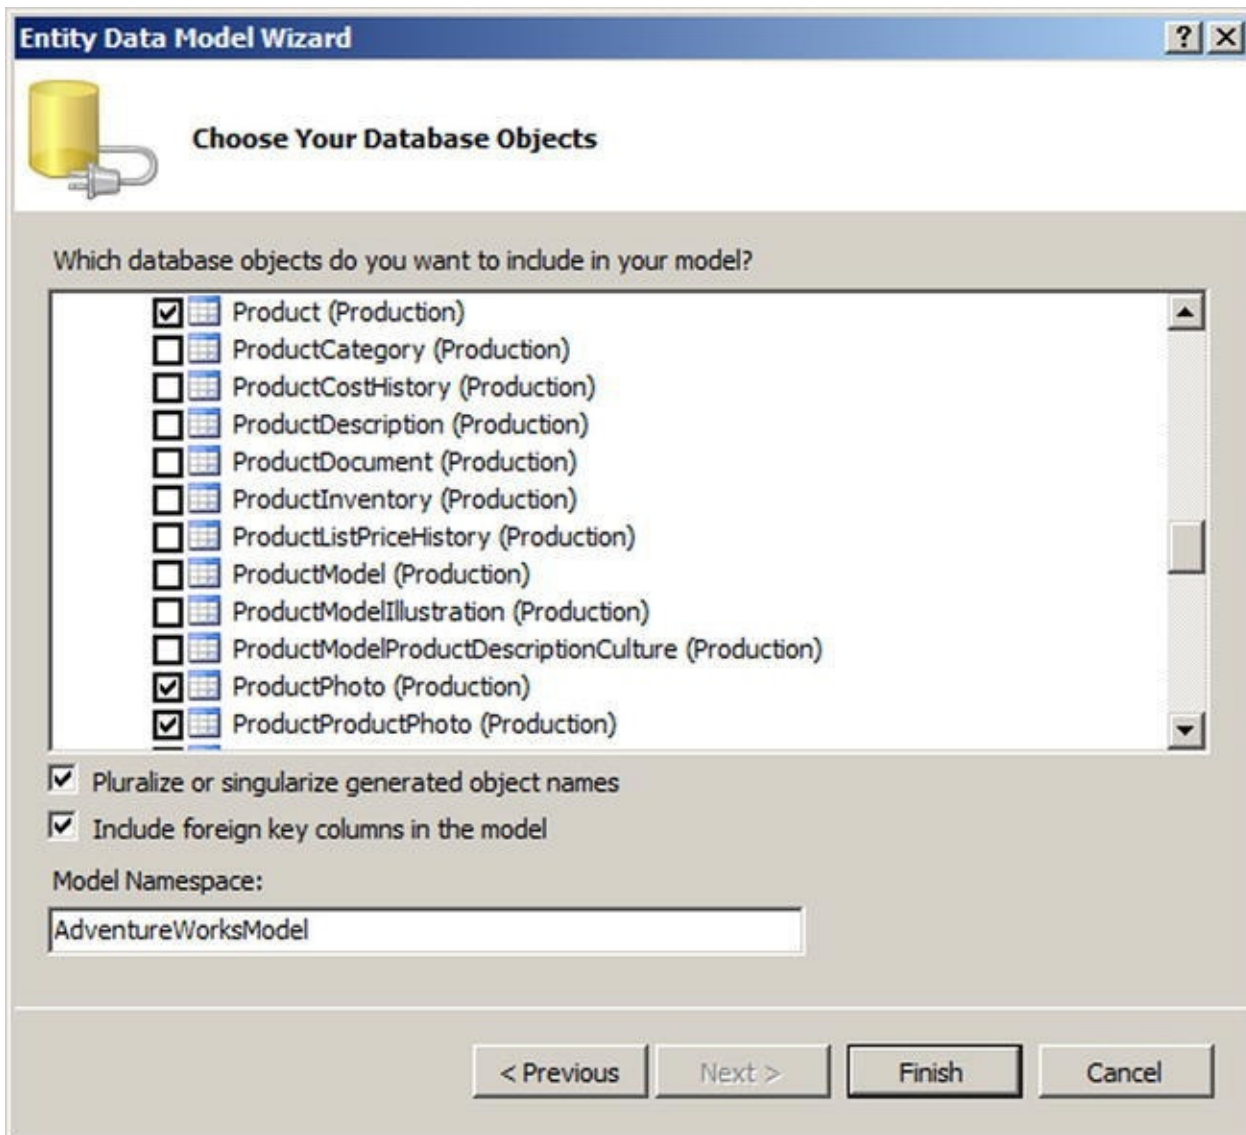 Entity Data Model Wizard
Choose Your Database Objects
Which database objects do you want to include in your model?
Product (Production)
ProductCategory (Production)
ProductCostHistory (Production)
ProductDescription (Production)
ProductDocument (Production)
ProductInventory (Production)
ProductListPriceHistory (Production)
ProductModel (Production)
ProductModelIllustration (Production)
ProductModelProductDescriptionCulture (Production)
ProductPhoto (Production)
ProductProductPhoto (Production)
Pluralize or singularize generated object names
Include foreign key columns in the model
Model Namespace:
AdventureWorksModel
< Previous Next > Finish Cancel